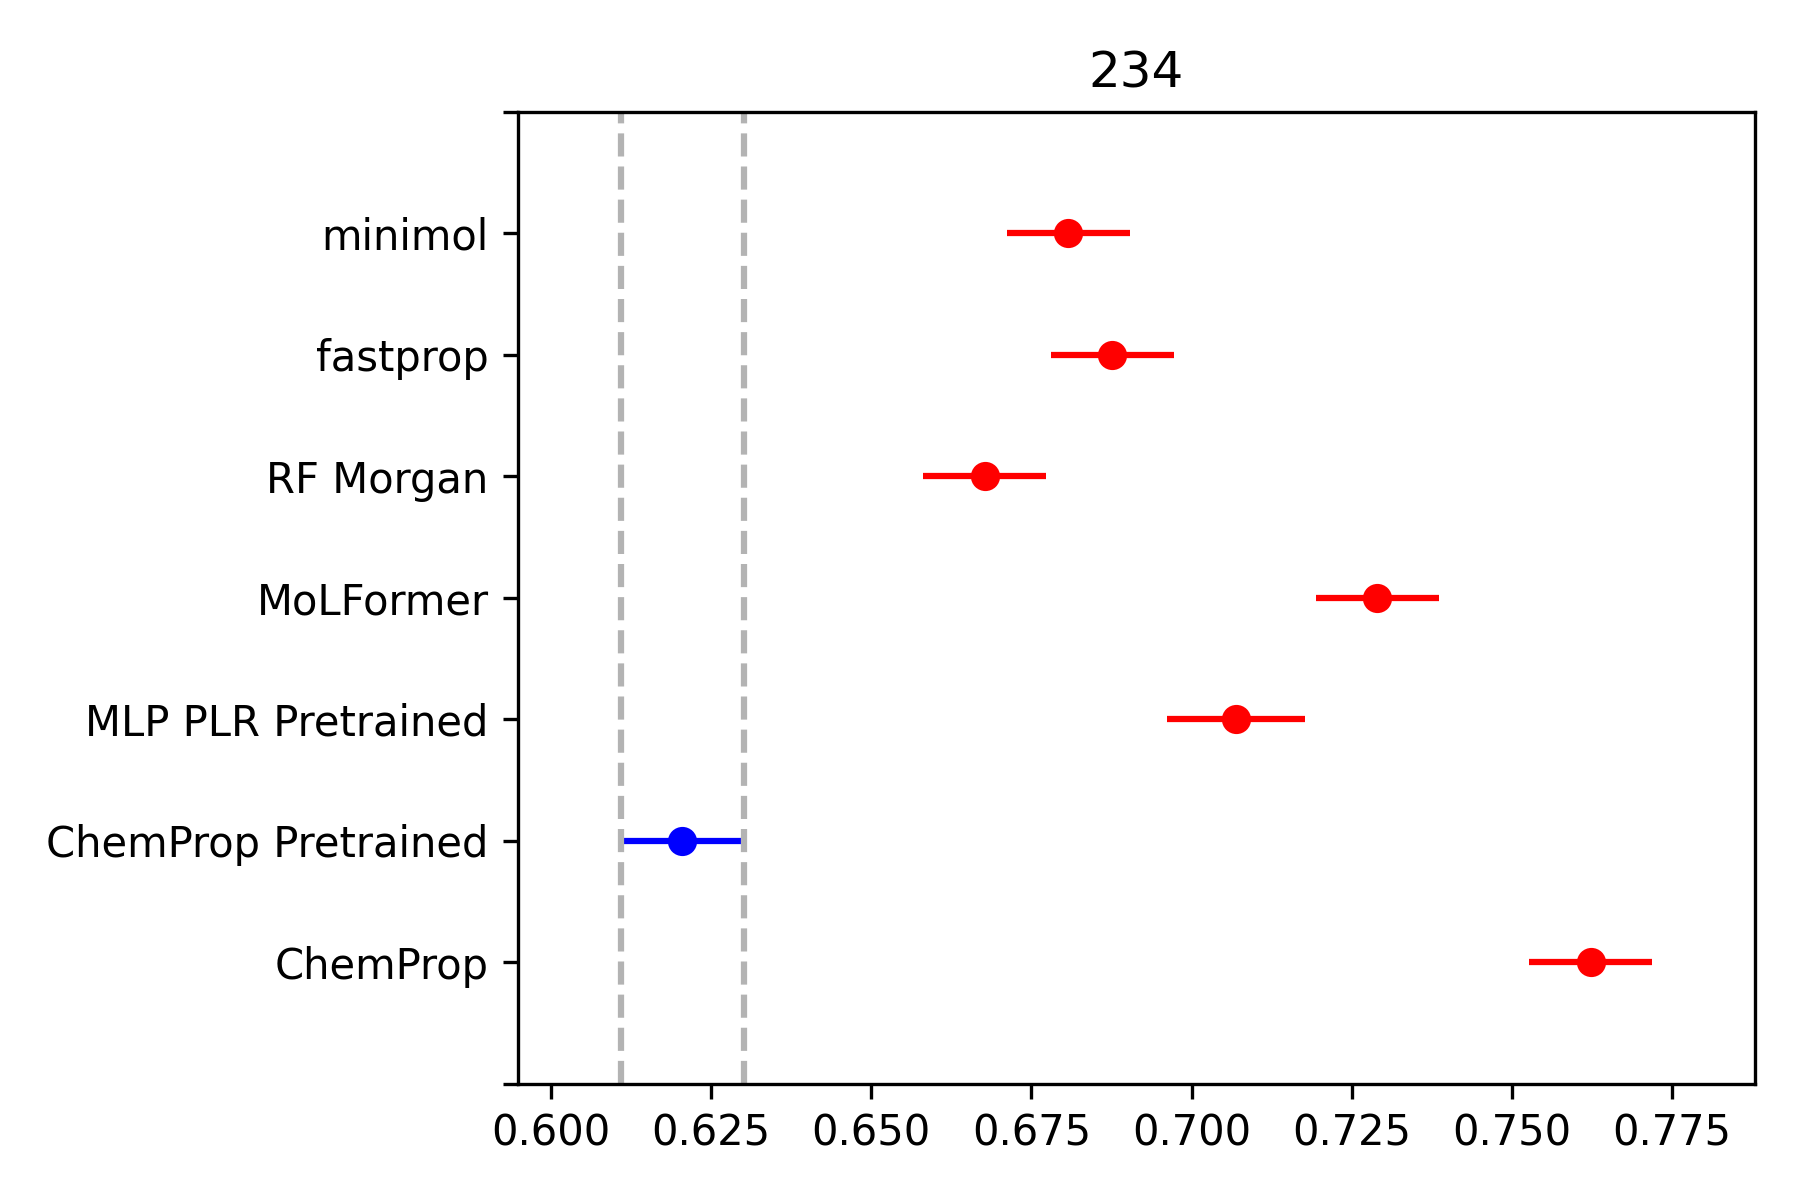 234
minimol
fastprop
RF Morgan
MoLFormer
MLP PLR Pretrained
ChemProp Pretrained
ChemProp
0.600 0.625 0.650 0.675 0.700 0.725 0.750 0.775